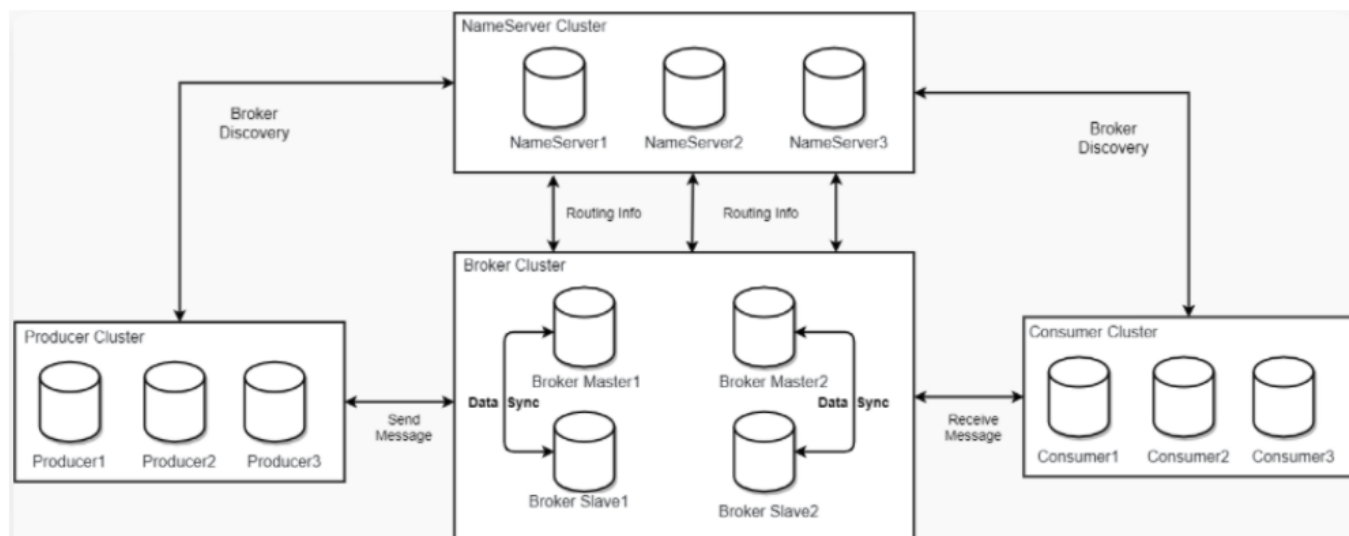 NameServer Cluster
NameServer1
NameServer2
NameServer3
Broker
Discovery
Broker
Discovery
Routing Info
Routing Info
Broker Cluster
Broker Master1
Broker Master2
Data Sync
Data Sync
Broker Slave1
Broker Slave2
Producer Cluster
Producer1
Producer2
Producer3
Send
Message
Receive
Message
Consumer Cluster
Consumer1
Consumer2
Consumer3